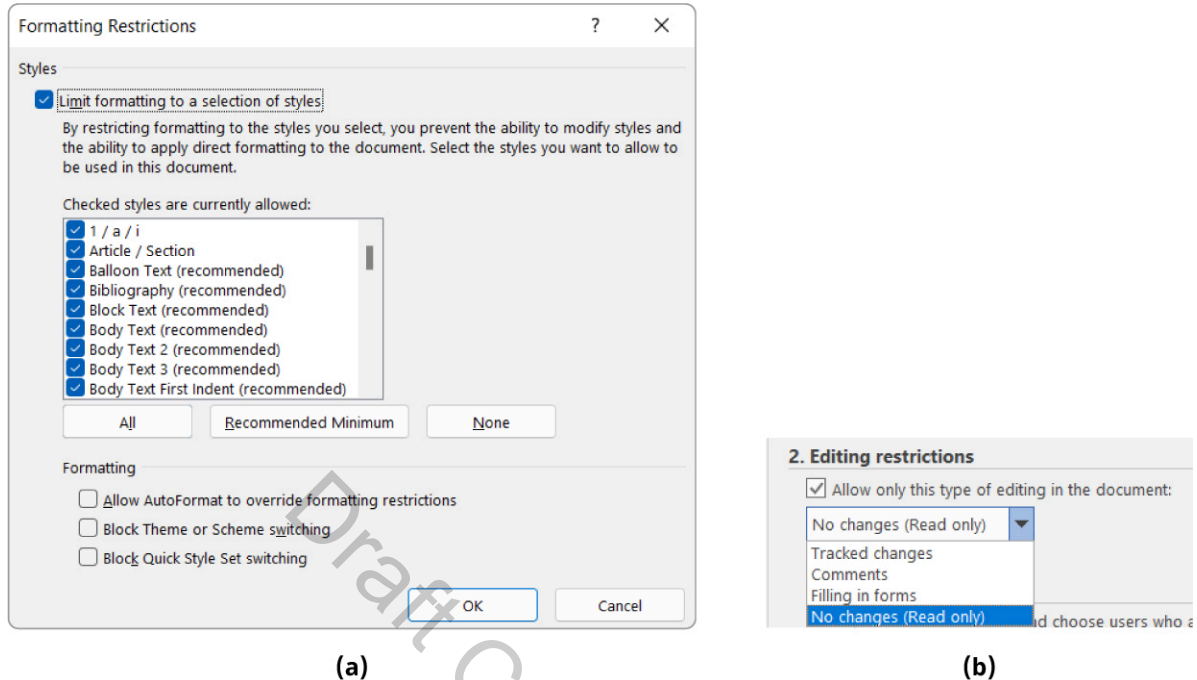 Formatting Restrictions ? ×
Styles
Limit formatting to a selection of styles
By restricting formatting to the styles you select, you prevent the ability to modify styles and
the ability to apply direct formatting to the document. Select the styles you want to allow to
be used in this document.
Checked styles are currently allowed:
1 / a / i
Article / Section
Balloon Text (recommended)
Bibliography (recommended)
Block Text (recommended)
Body Text (recommended)
Body Text 2 (recommended)
Body Text 3 (recommended)
Body Text First Indent (recommended)
All Recommended Minimum None
Formatting
Allow AutoFormat to override formatting restrictions
Block Theme or Scheme switching
Block Quick Style Set switching
OK Cancel
(a)
2. Editing restrictions
Allow only this type of editing in the document:
No changes (Read only)
Tracked changes
Comments
Filling in forms
No changes (Read only)
choose users who
(b)
Draft